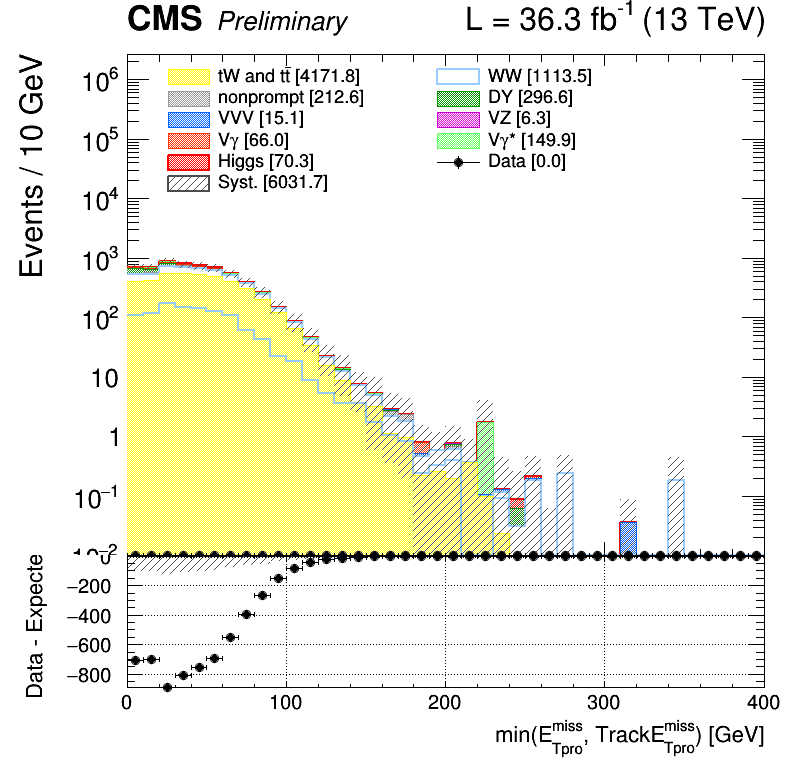 CMS Preliminary L = 36.3 fb⁻¹ (13 TeV)
Events / 10 GeV
10⁶
10⁵
10⁴
10³
10²
10
1
10⁻¹
10⁻²
tW and tt̄ [4171.8]
nonprompt [212.6]
VVV [15.1]
Vγ [66.0]
Higgs [70.3]
Syst. [6031.7]
WW [1113.5]
DY [296.6]
VZ [6.3]
Vγ* [149.9]
Data [0.0]
Data - Expecte
0
−200
−400
−600
−800
0 100 200 300 400
min(E_Tpro^miss, TrackE_Tpro^miss) [GeV]